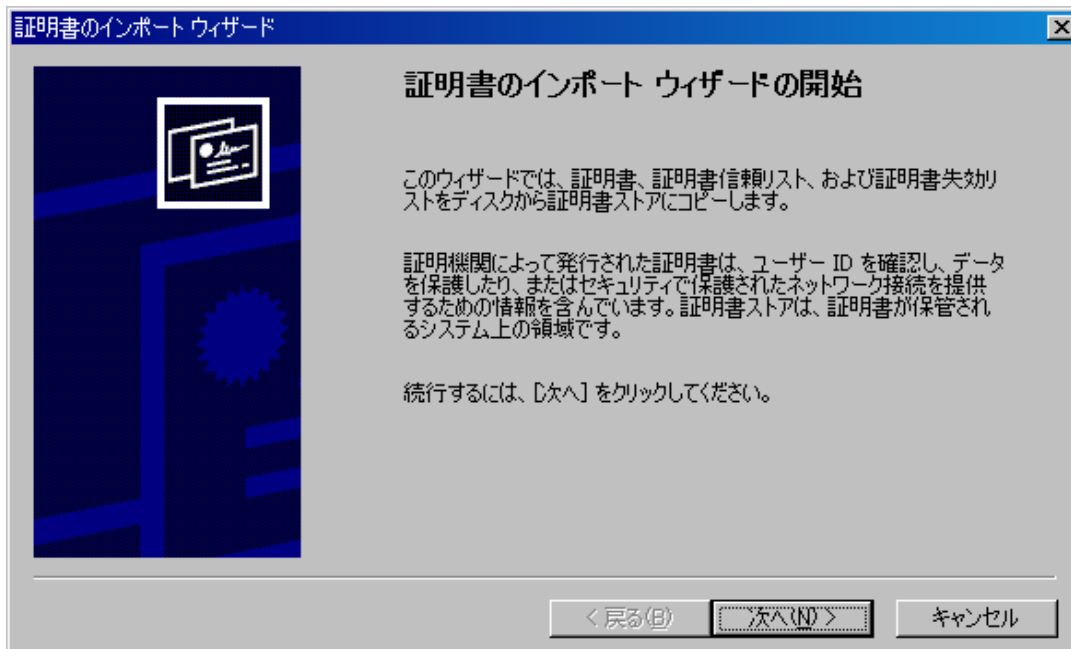 証明書のインポート ウィザード
証明書のインポート ウィザードの開始
このウィザードでは、証明書、証明書信頼リスト、および証明書失効リ
ストをディスクから証明書ストアにコピーします。
証明機関によって発行された証明書は、ユーザー ID を確認し、データ
を保護したり、またはセキュリティで保護されたネットワーク接続を提供
するための情報を含んでいます。証明書ストアは、証明書が保管され
るシステム上の領域です。
続行するには、[次へ] をクリックしてください。
< 戻る(B)
次へ(N) >
キャンセル